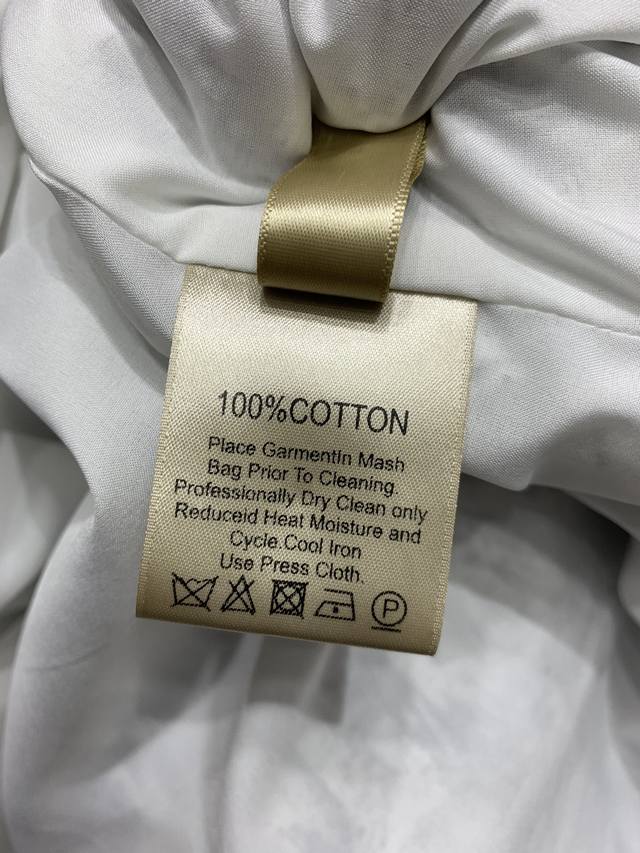 100%COTTON
Place GarmentIn Mash
Bag Prior To Cleaning.
Professionally Dry Clean only
Reduceid Heat Moisture and
Cycle.Cool Iron
Use Press Cloth.
P